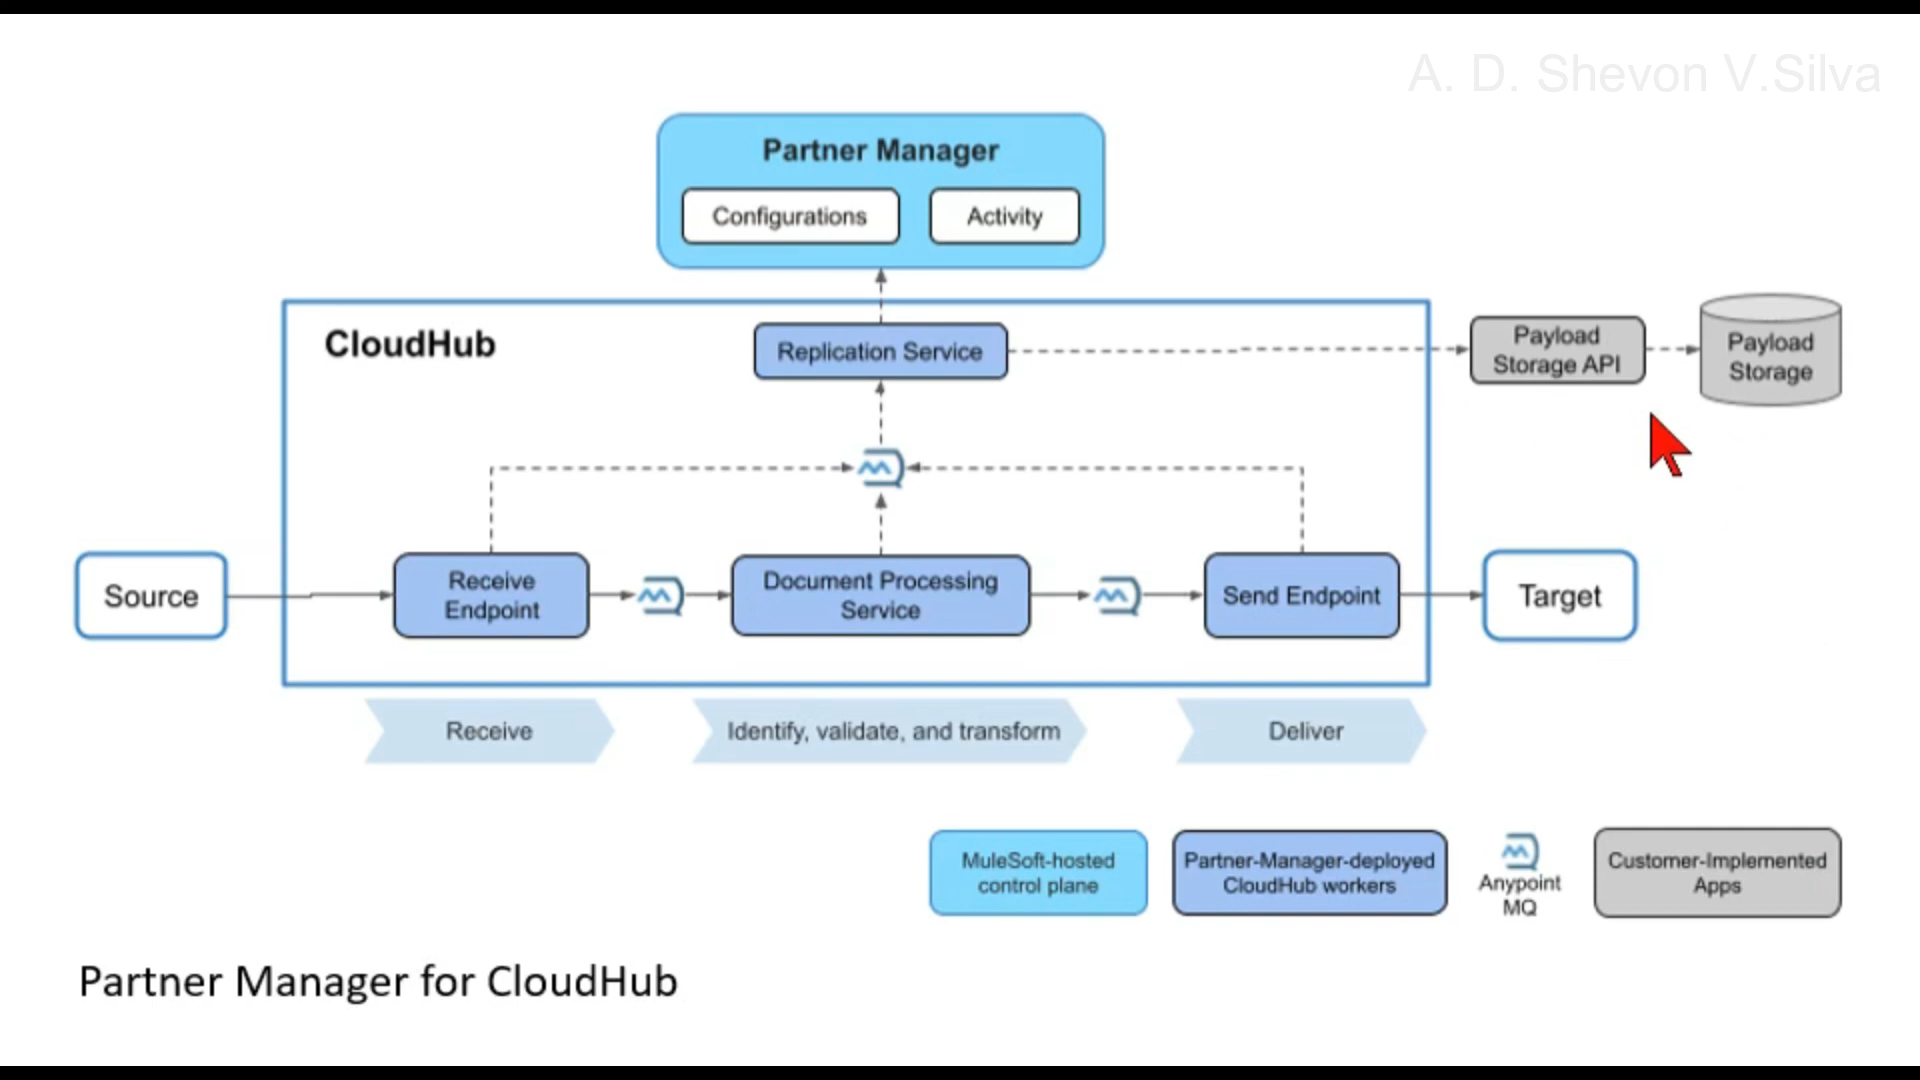 A. D. Shevon V.Silva
Partner Manager
Configurations
Activity
CloudHub
Replication Service
Payload
Storage API
Payload
Storage
Source
Receive
Endpoint
Document Processing
Service
Send Endpoint
Target
Receive
Identify, validate, and transform
Deliver
MuleSoft-hosted
control plane
Partner-Manager-deployed
CloudHub workers
Anypoint
MQ
Customer-Implemented
Apps
Partner Manager for CloudHub